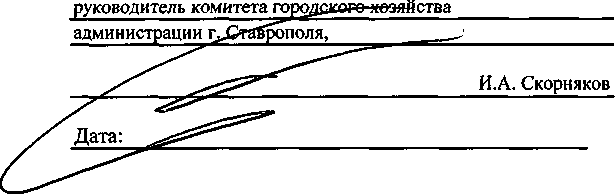 руководитель комитета городского хозяйства
администрации г. Ставрополя,
И.А. Скорняков
Дата: